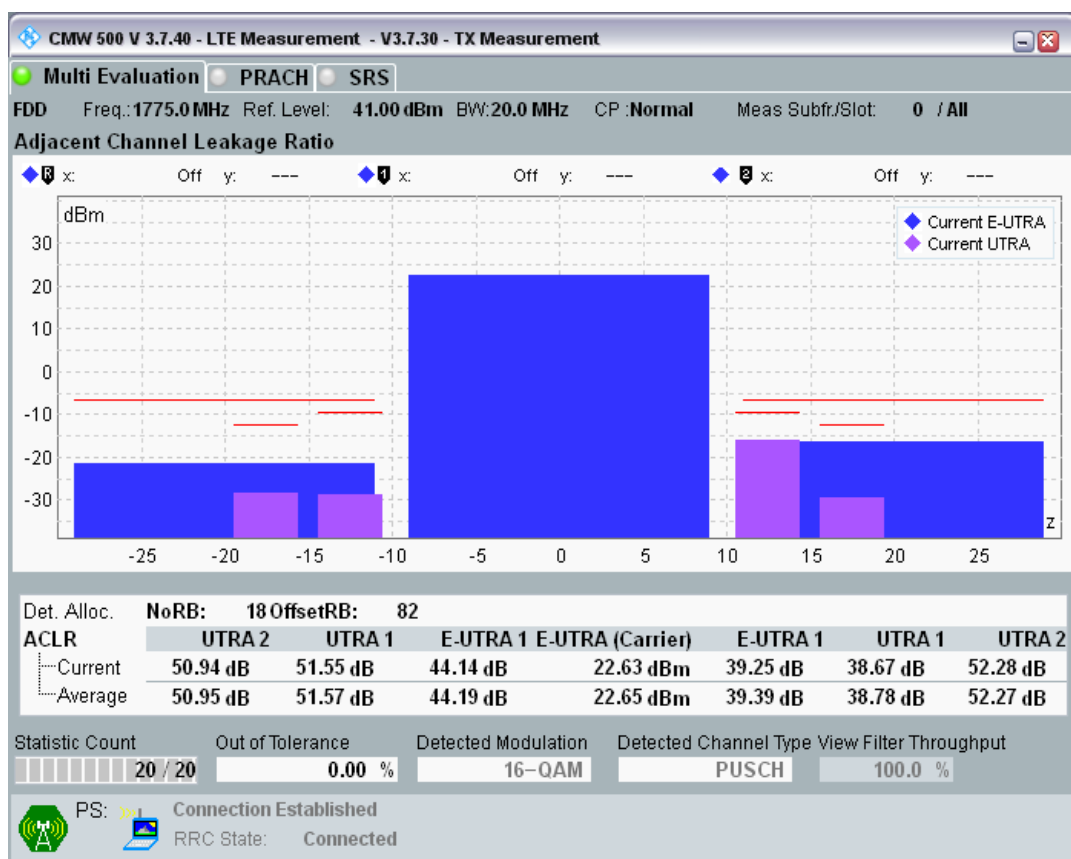 CMW 500 V 3.7.40 - LTE Measurement - V3.7.30 - TX Measurement
Multi Evaluation PRACH SRS
FDD Freq.: 1775.0 MHz Ref. Level: 41.00 dBm BW: 20.0 MHz CP : Normal Meas Subfr./Slot: 0 / All
Adjacent Channel Leakage Ratio
R x: Off y: --- 1 x: Off y: --- 2 x: Off y: ---
dBm
Current E-UTRA
Current UTRA
30
20
10
0
-10
-20
-30
z
-25 -20 -15 -10 -5 0 5 10 15 20 25
Det. Alloc. NoRB: 18 OffsetRB: 82
ACLR UTRA 2 UTRA 1 E-UTRA 1 E-UTRA (Carrier) E-UTRA 1 UTRA 1 UTRA 2
Current 50.94 dB 51.55 dB 44.14 dB 22.63 dBm 39.25 dB 38.67 dB 52.28 dB
Average 50.95 dB 51.57 dB 44.19 dB 22.65 dBm 39.39 dB 38.78 dB 52.27 dB
Statistic Count Out of Tolerance Detected Modulation Detected Channel Type View Filter Throughput
20 / 20 0.00 % 16-QAM PUSCH 100.0 %
PS: Connection Established
RRC State: Connected